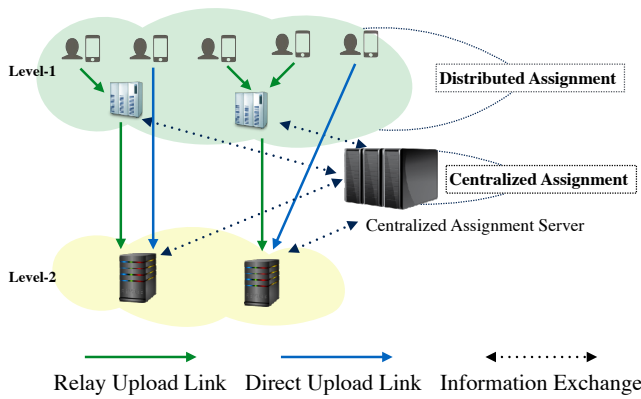 Level-1
Distributed Assignment
Centralized Assignment
Centralized Assignment Server
Level-2
Relay Upload Link
Direct Upload Link
Information Exchange